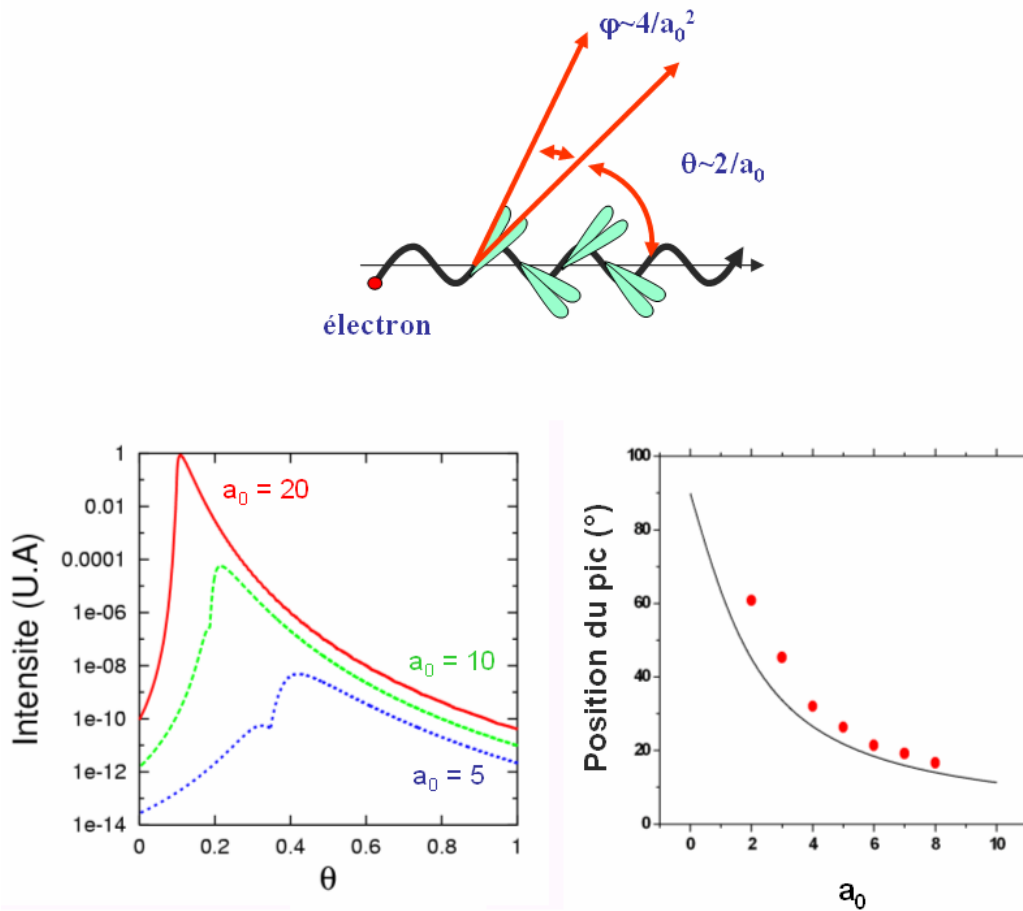 φ~4/a₀²
θ~2/a₀
électron
Intensite (U.A)
1
0.01
0.0001
1e-06
1e-08
1e-10
1e-12
1e-14
a₀ = 20
a₀ = 10
a₀ = 5
0 0.2 0.4 0.6 0.8 1
θ
Position du pic (°)
100
80
60
40
20
0
0 2 4 6 8 10
a₀